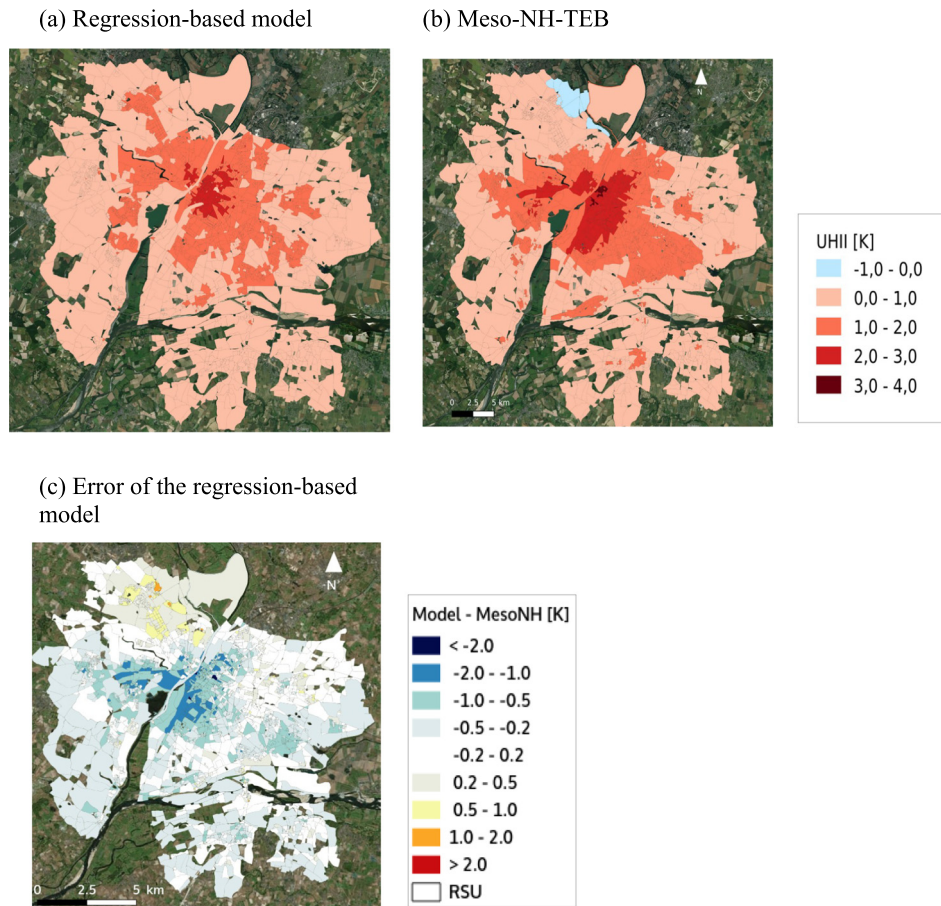 (a) Regression-based model
(b) Meso-NH-TEB
UHII [K]
-1,0 - 0,0
0,0 - 1,0
1,0 - 2,0
2,0 - 3,0
3,0 - 4,0
0 2.5 5 km
(c) Error of the regression-based
model
N
Model - MesoNH [K]
< -2.0
-2.0 - -1.0
-1.0 - -0.5
-0.5 - -0.2
-0.2 - 0.2
0.2 - 0.5
0.5 - 1.0
1.0 - 2.0
> 2.0
RSU
0 2.5 5 km